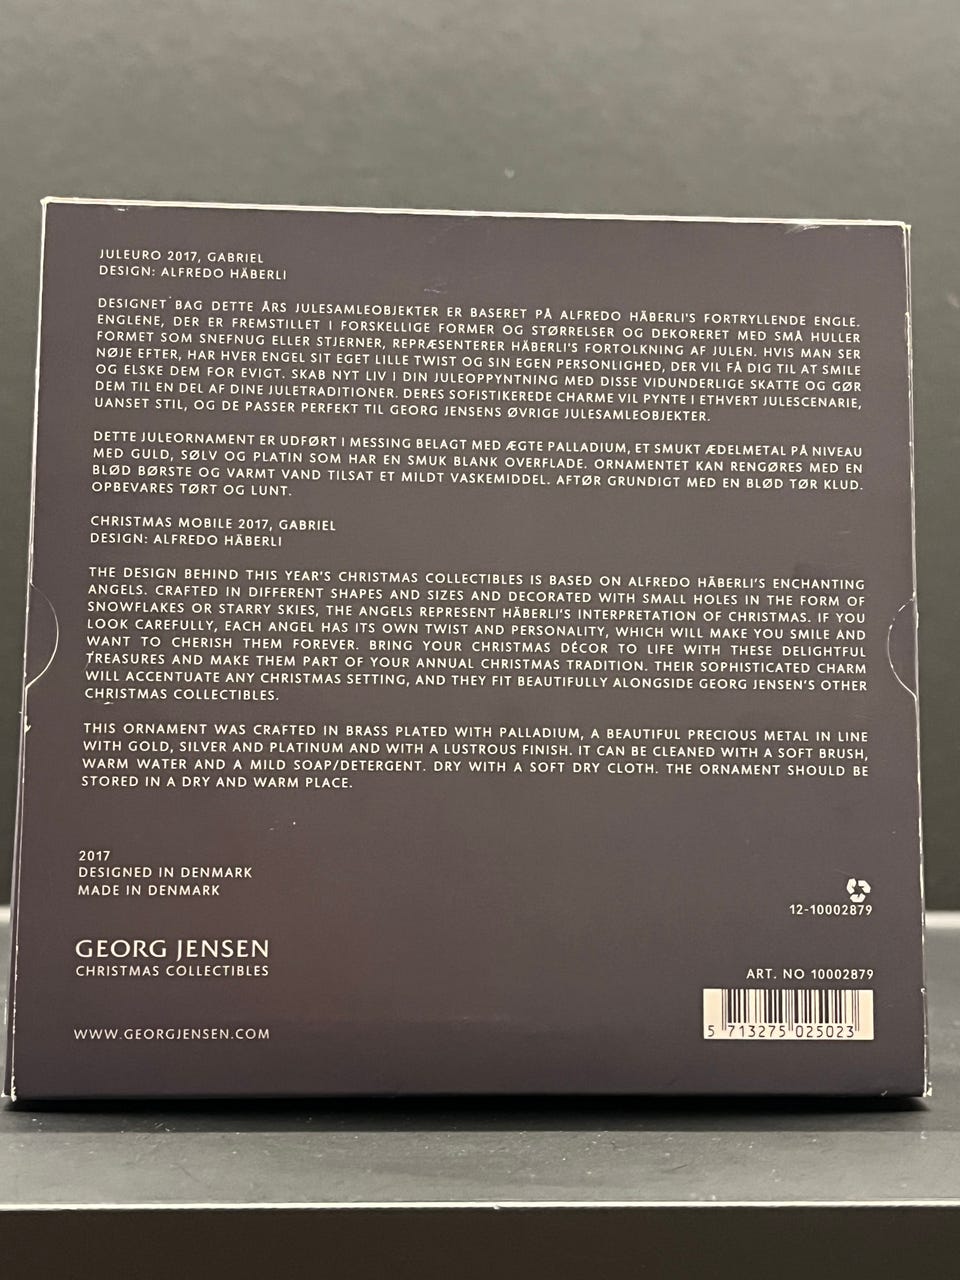 JULEURO 2017, GABRIEL
DESIGN: ALFREDO HÄBERLI
DESIGNET BAG DETTE ÅRS JULESAMLEOBJEKTER ER BASERET PÅ ALFREDO HÄBERLI'S FORTRYLLENDE ENGLE.
ENGLENE, DER ER FREMSTILLET I FORSKELLIGE FORMER OG STØRRELSER OG DEKORERET MED SMÅ HULLER
FORMET SOM SNEFNUG ELLER STJERNER, REPRÆSENTERER HÄBERLI'S FORTOLKNING AF JULEN. HVIS MAN SER
NØJE EFTER, HAR HVER ENGEL SIT EGET LILLE TWIST OG SIN EGEN PERSONLIGHED, DER VIL FÅ DIG TIL AT SMILE
OG ELSKE DEM FOR EVIGT. SKAB NYT LIV I DIN JULEOPPYNTNING MED DISSE VIDUNDERLIGE SKATTE OG GØR
DEM TIL EN DEL AF DINE JULETRADITIONER. DERES SOFISTIKEREDE CHARME VIL PYNTE I ETHVERT JULESCENARIE,
UANSET STIL, OG DE PASSER PERFEKT TIL GEORG JENSENS ØVRIGE JULESAMLEOBJEKTER.
DETTE JULEORNAMENT ER UDFØRT I MESSING BELAGT MED ÆGTE PALLADIUM, ET SMUKT ÆDELMETAL PÅ NIVEAU
MED GULD, SØLV OG PLATIN SOM HAR EN SMUK BLANK OVERFLADE. ORNAMENTET KAN RENGØRES MED EN
BLØD BØRSTE OG VARMT VAND TILSAT ET MILDT VASKEMIDDEL. AFTØR GRUNDIGT MED EN BLØD TØR KLUD.
OPBEVARES TØRT OG LUNT.
CHRISTMAS MOBILE 2017, GABRIEL
DESIGN: ALFREDO HÄBERLI
THE DESIGN BEHIND THIS YEAR'S CHRISTMAS COLLECTIBLES IS BASED ON ALFREDO HÄBERLI'S ENCHANTING
ANGELS. CRAFTED IN DIFFERENT SHAPES AND SIZES AND DECORATED WITH SMALL HOLES IN THE FORM OF
SNOWFLAKES OR STARRY SKIES, THE ANGELS REPRESENT HÄBERLI'S INTERPRETATION OF CHRISTMAS. IF YOU
LOOK CAREFULLY, EACH ANGEL HAS ITS OWN TWIST AND PERSONALITY, WHICH WILL MAKE YOU SMILE AND
WANT TO CHERISH THEM FOREVER. BRING YOUR CHRISTMAS DÉCOR TO LIFE WITH THESE DELIGHTFUL
TREASURES AND MAKE THEM PART OF YOUR ANNUAL CHRISTMAS TRADITION. THEIR SOPHISTICATED CHARM
WILL ACCENTUATE ANY CHRISTMAS SETTING, AND THEY FIT BEAUTIFULLY ALONGSIDE GEORG JENSEN'S OTHER
CHRISTMAS COLLECTIBLES.
THIS ORNAMENT WAS CRAFTED IN BRASS PLATED WITH PALLADIUM, A BEAUTIFUL PRECIOUS METAL IN LINE
WITH GOLD, SILVER AND PLATINUM AND WITH A LUSTROUS FINISH. IT CAN BE CLEANED WITH A SOFT BRUSH,
WARM WATER AND A MILD SOAP/DETERGENT. DRY WITH A SOFT DRY CLOTH. THE ORNAMENT SHOULD BE
STORED IN A DRY AND WARM PLACE.
2017
DESIGNED IN DENMARK
MADE IN DENMARK
12-10002879
GEORG JENSEN
CHRISTMAS COLLECTIBLES
ART. NO 10002879
WWW.GEORGJENSEN.COM
5 713275 025023